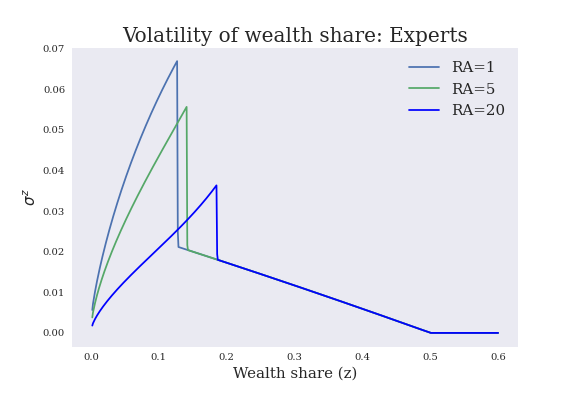 Volatility of wealth share: Experts
0.07
0.06
0.05
0.04
0.03
0.02
0.01
0.00
σ^z
RA=1
RA=5
RA=20
0.0 0.1 0.2 0.3 0.4 0.5 0.6
Wealth share (z)